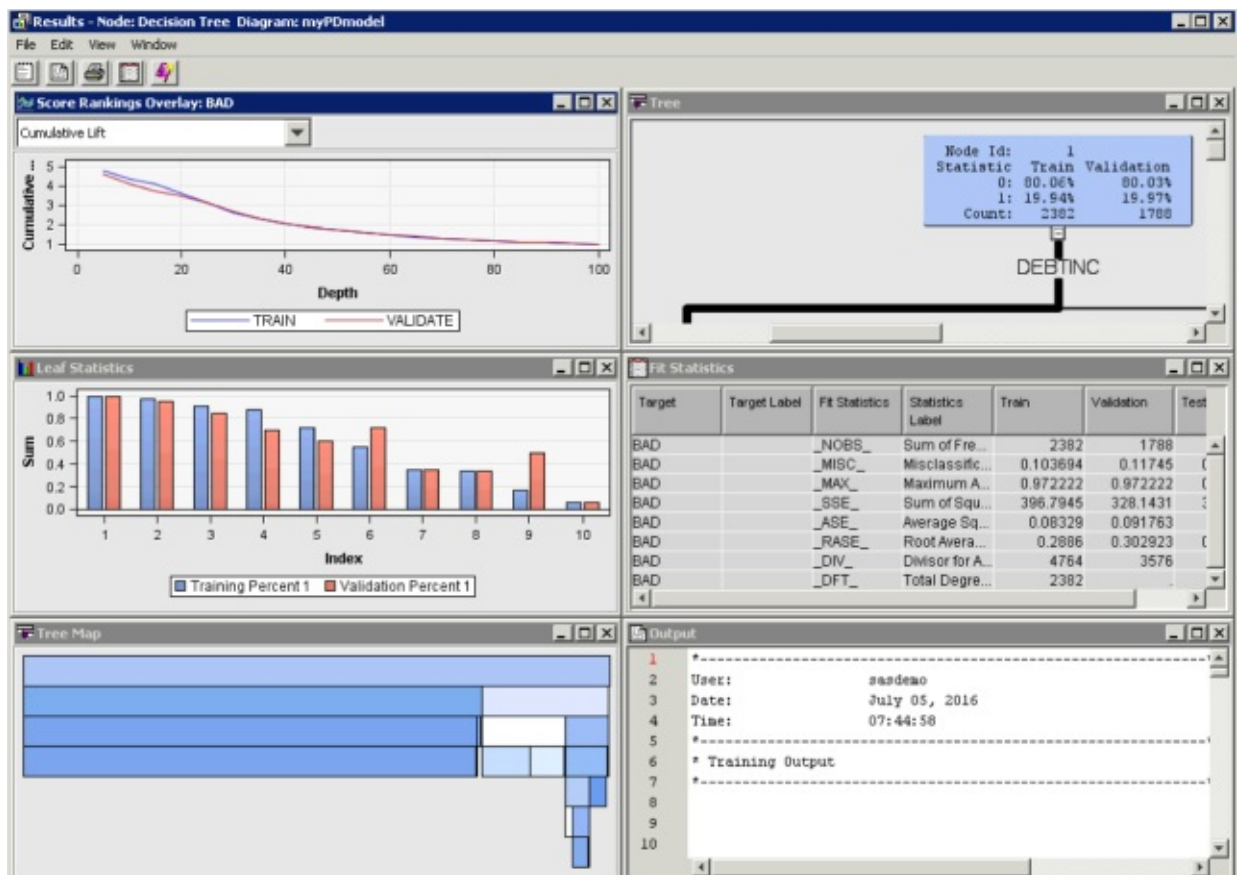 Results - Node: Decision Tree Diagram: myPDmodel
File Edit View Window
Score Rankings Overlay: BAD
Cumulative Lift
Cumulative ...
5
4
3
2
1
0 20 40 60 80 100
Depth
TRAIN VALIDATE
Tree
Node Id: 1
Statistic Train Validation
0: 80.06% 80.03%
1: 19.94% 19.97%
Count: 2382 1788
DEBTINC
Leaf Statistics
Sum
1.0
0.8
0.6
0.4
0.2
0.0
1 2 3 4 5 6 7 8 9 10
Index
Training Percent 1 Validation Percent 1
Fit Statistics
Target Target Label Fit Statistics Statistics Label Train Validation Test
BAD _NOBS_ Sum of Fre... 2382 1788
BAD _MISC_ Misclassific... 0.103694 0.11745
BAD _MAX_ Maximum A... 0.972222 0.972222
BAD _SSE_ Sum of Squ... 396.7945 328.1431
BAD _ASE_ Average Sq... 0.08329 0.091763
BAD _RASE_ Root Avera... 0.2886 0.302923
BAD _DIV_ Divisor for A... 4764 3576
BAD _DFT_ Total Degre... 2382 .
Tree Map
Output
1 *------------------------------------------------------------*
2 User: sasdemo
3 Date: July 05, 2016
4 Time: 07:44:58
5 *------------------------------------------------------------*
6 * Training Output
7 *------------------------------------------------------------*
8
9
10